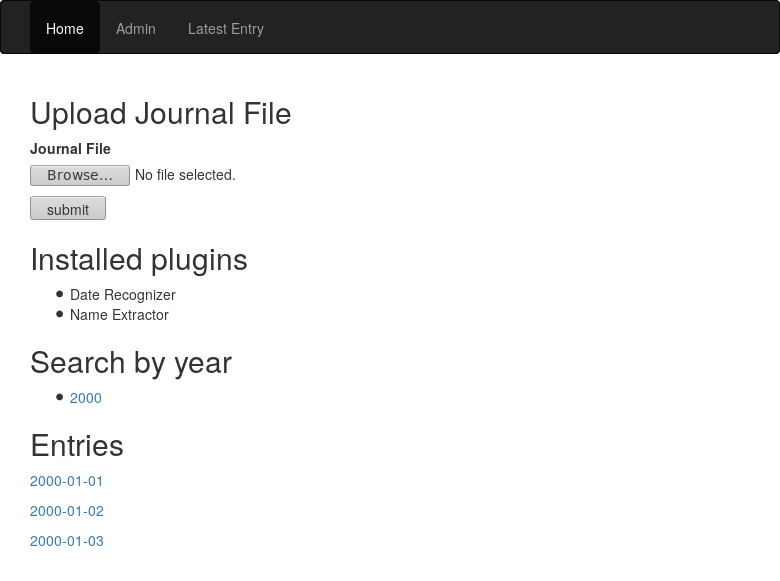 Home Admin Latest Entry
Upload Journal File
Journal File
Browse... No file selected.
submit
Installed plugins
Date Recognizer
Name Extractor
Search by year
2000
Entries
2000-01-01
2000-01-02
2000-01-03